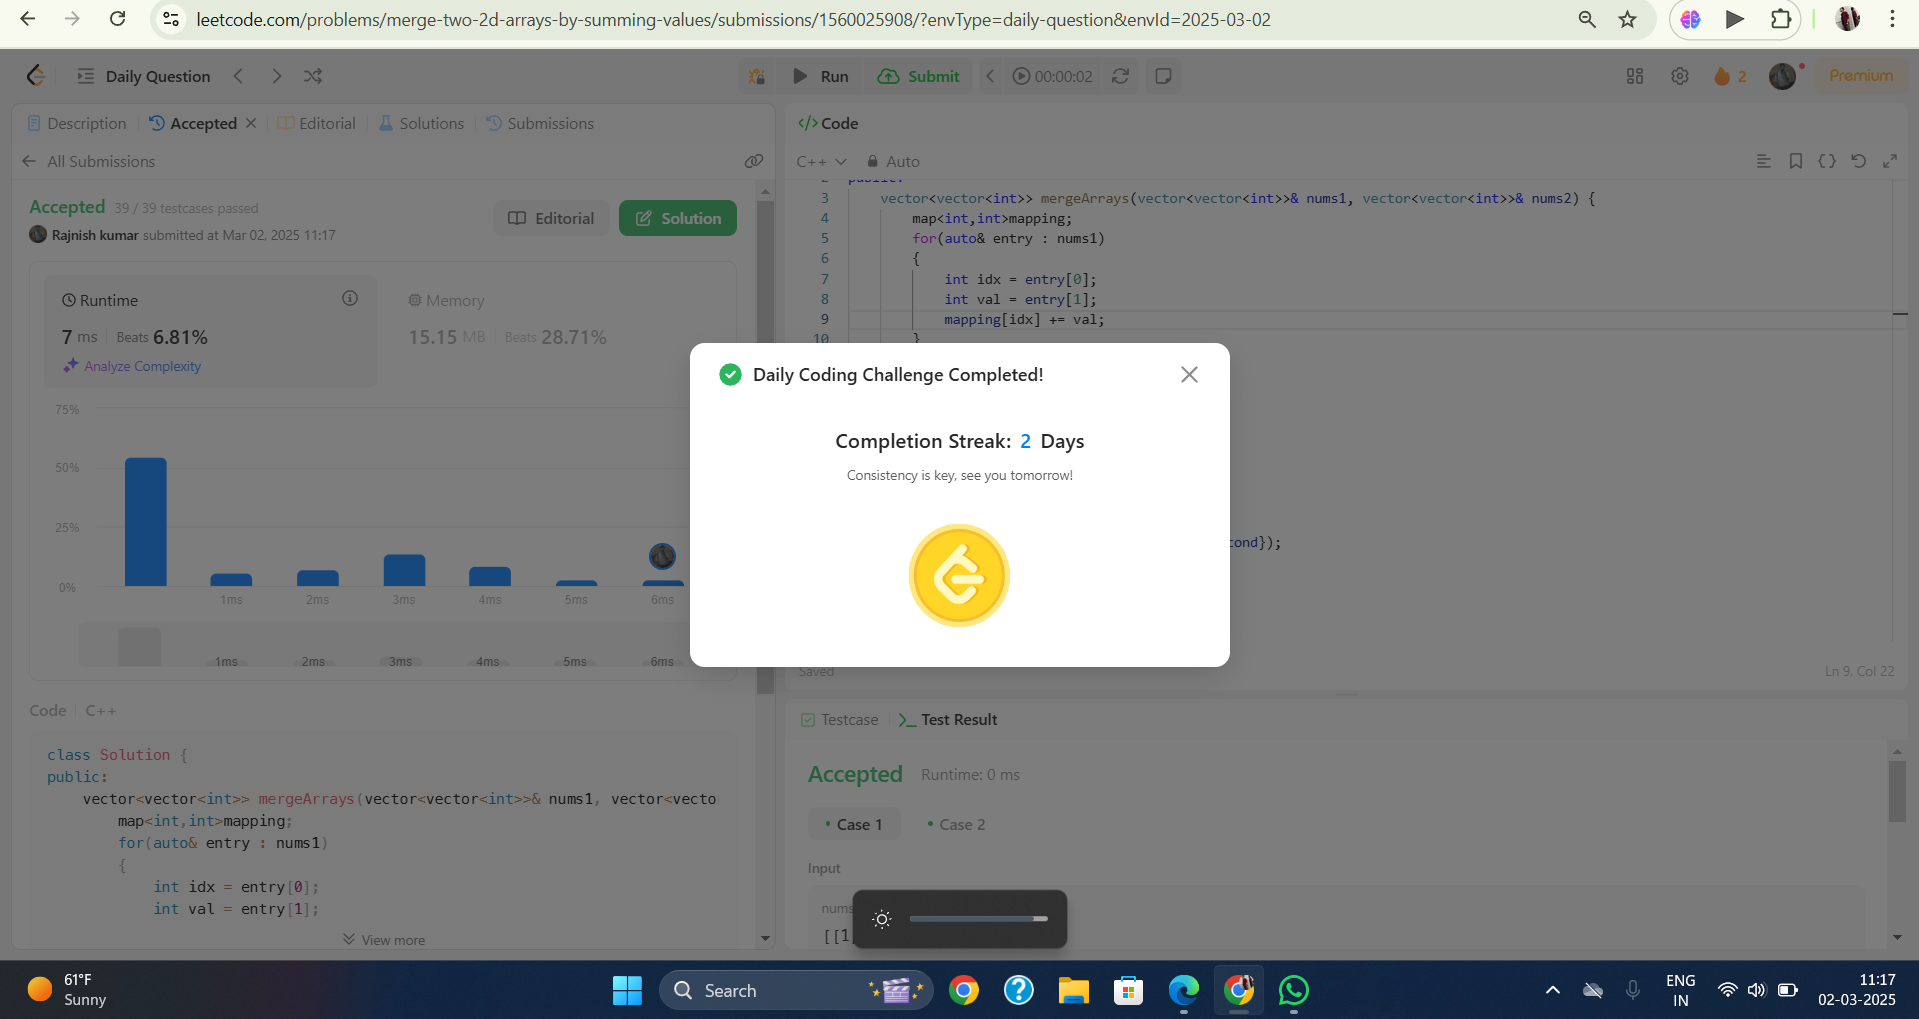 leetcode.com/problems/merge-two-2d-arrays-by-summing-values/submissions/1560025908/?envType=daily-question&envId=2025-03-02
Daily Question
Run
Submit
00:00:02
2
Premium
Description
Accepted
Editorial
Solutions
Submissions
All Submissions
Accepted 39 / 39 testcases passed
Rajnish kumar submitted at Mar 02, 2025 11:17
Editorial
Solution
Runtime
7 ms Beats 6.81%
Analyze Complexity
Memory
15.15 MB Beats 28.71%
75%
50%
25%
0%
1ms 2ms 3ms 4ms 5ms 6ms
1ms 2ms 3ms 4ms 5ms 6ms
Code C++
class Solution {
public:
vector<vector<int>> mergeArrays(vector<vector<int>>& nums1, vector<vecto
map<int,int>mapping;
for(auto& entry : nums1)
{
int idx = entry[0];
int val = entry[1];
View more
</> Code
C++ Auto
2 public:
3 vector<vector<int>> mergeArrays(vector<vector<int>>& nums1, vector<vector<int>>& nums2) {
4 map<int,int>mapping;
5 for(auto& entry : nums1)
6 {
7 int idx = entry[0];
8 int val = entry[1];
9 mapping[idx] += val;
10 }
cond});
Saved
Ln 9, Col 22
Daily Coding Challenge Completed!
Completion Streak: 2 Days
Consistency is key, see you tomorrow!
Testcase
>_ Test Result
Accepted Runtime: 0 ms
Case 1
Case 2
Input
nums
[[1
61°F
Sunny
Search
ENG
IN
11:17
02-03-2025